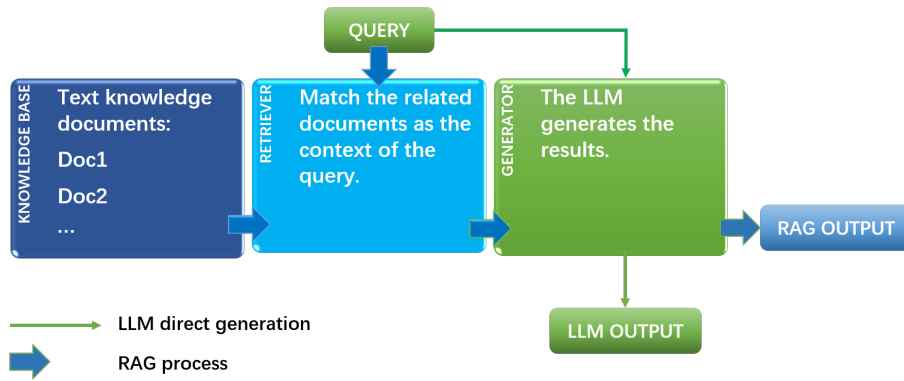 QUERY
KNOWLEDGE BASE
Text knowledge
documents:
Doc1
Doc2
...
RETRIEVER
Match the related
documents as the
context of the
query.
GENERATOR
The LLM
generates the
results.
RAG OUTPUT
LLM OUTPUT
LLM direct generation
RAG process